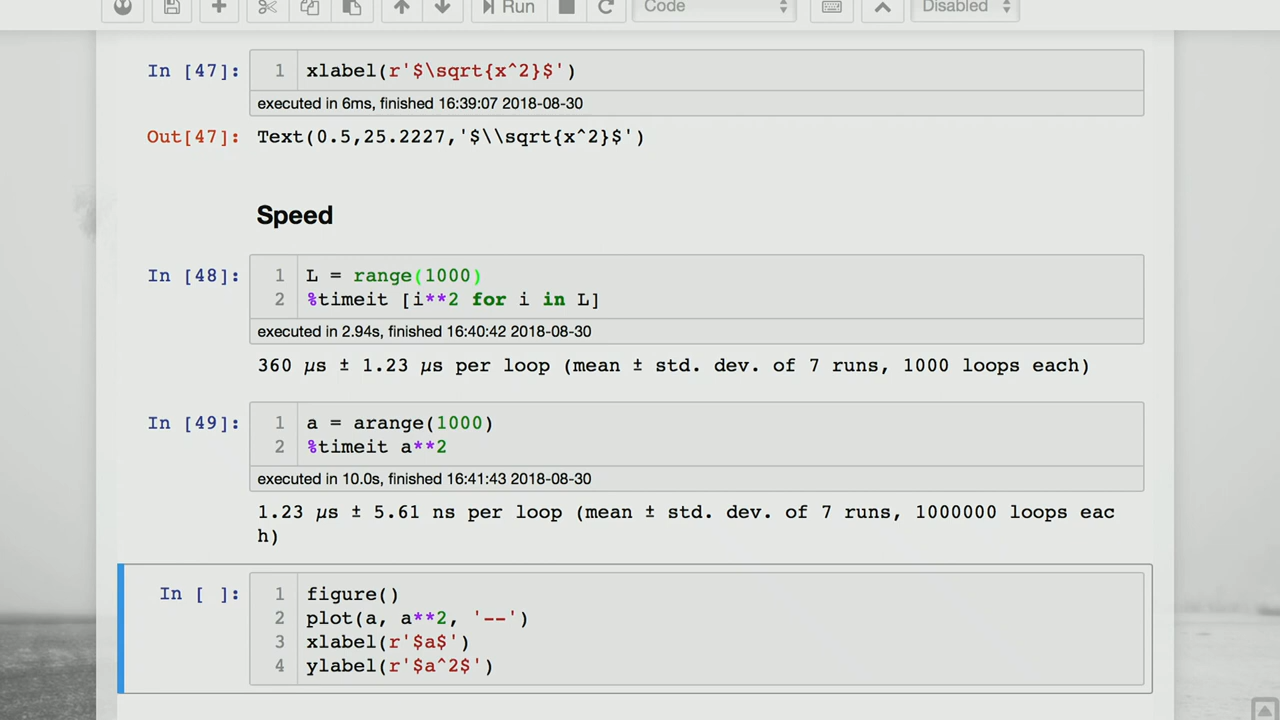 Run
Code
Disabled
In [47]:
1 xlabel(r'$\sqrt{x^2}$')
executed in 6ms, finished 16:39:07 2018-08-30
Out[47]: Text(0.5,25.2227,'$\\sqrt{x^2}$')
Speed
In [48]:
1 L = range(1000)
2 %timeit [i**2 for i in L]
executed in 2.94s, finished 16:40:42 2018-08-30
360 µs ± 1.23 µs per loop (mean ± std. dev. of 7 runs, 1000 loops each)
In [49]:
1 a = arange(1000)
2 %timeit a**2
executed in 10.0s, finished 16:41:43 2018-08-30
1.23 µs ± 5.61 ns per loop (mean ± std. dev. of 7 runs, 1000000 loops eac
h)
In [ ]:
1 figure()
2 plot(a, a**2, '--')
3 xlabel(r'$a$')
4 ylabel(r'$a^2$')